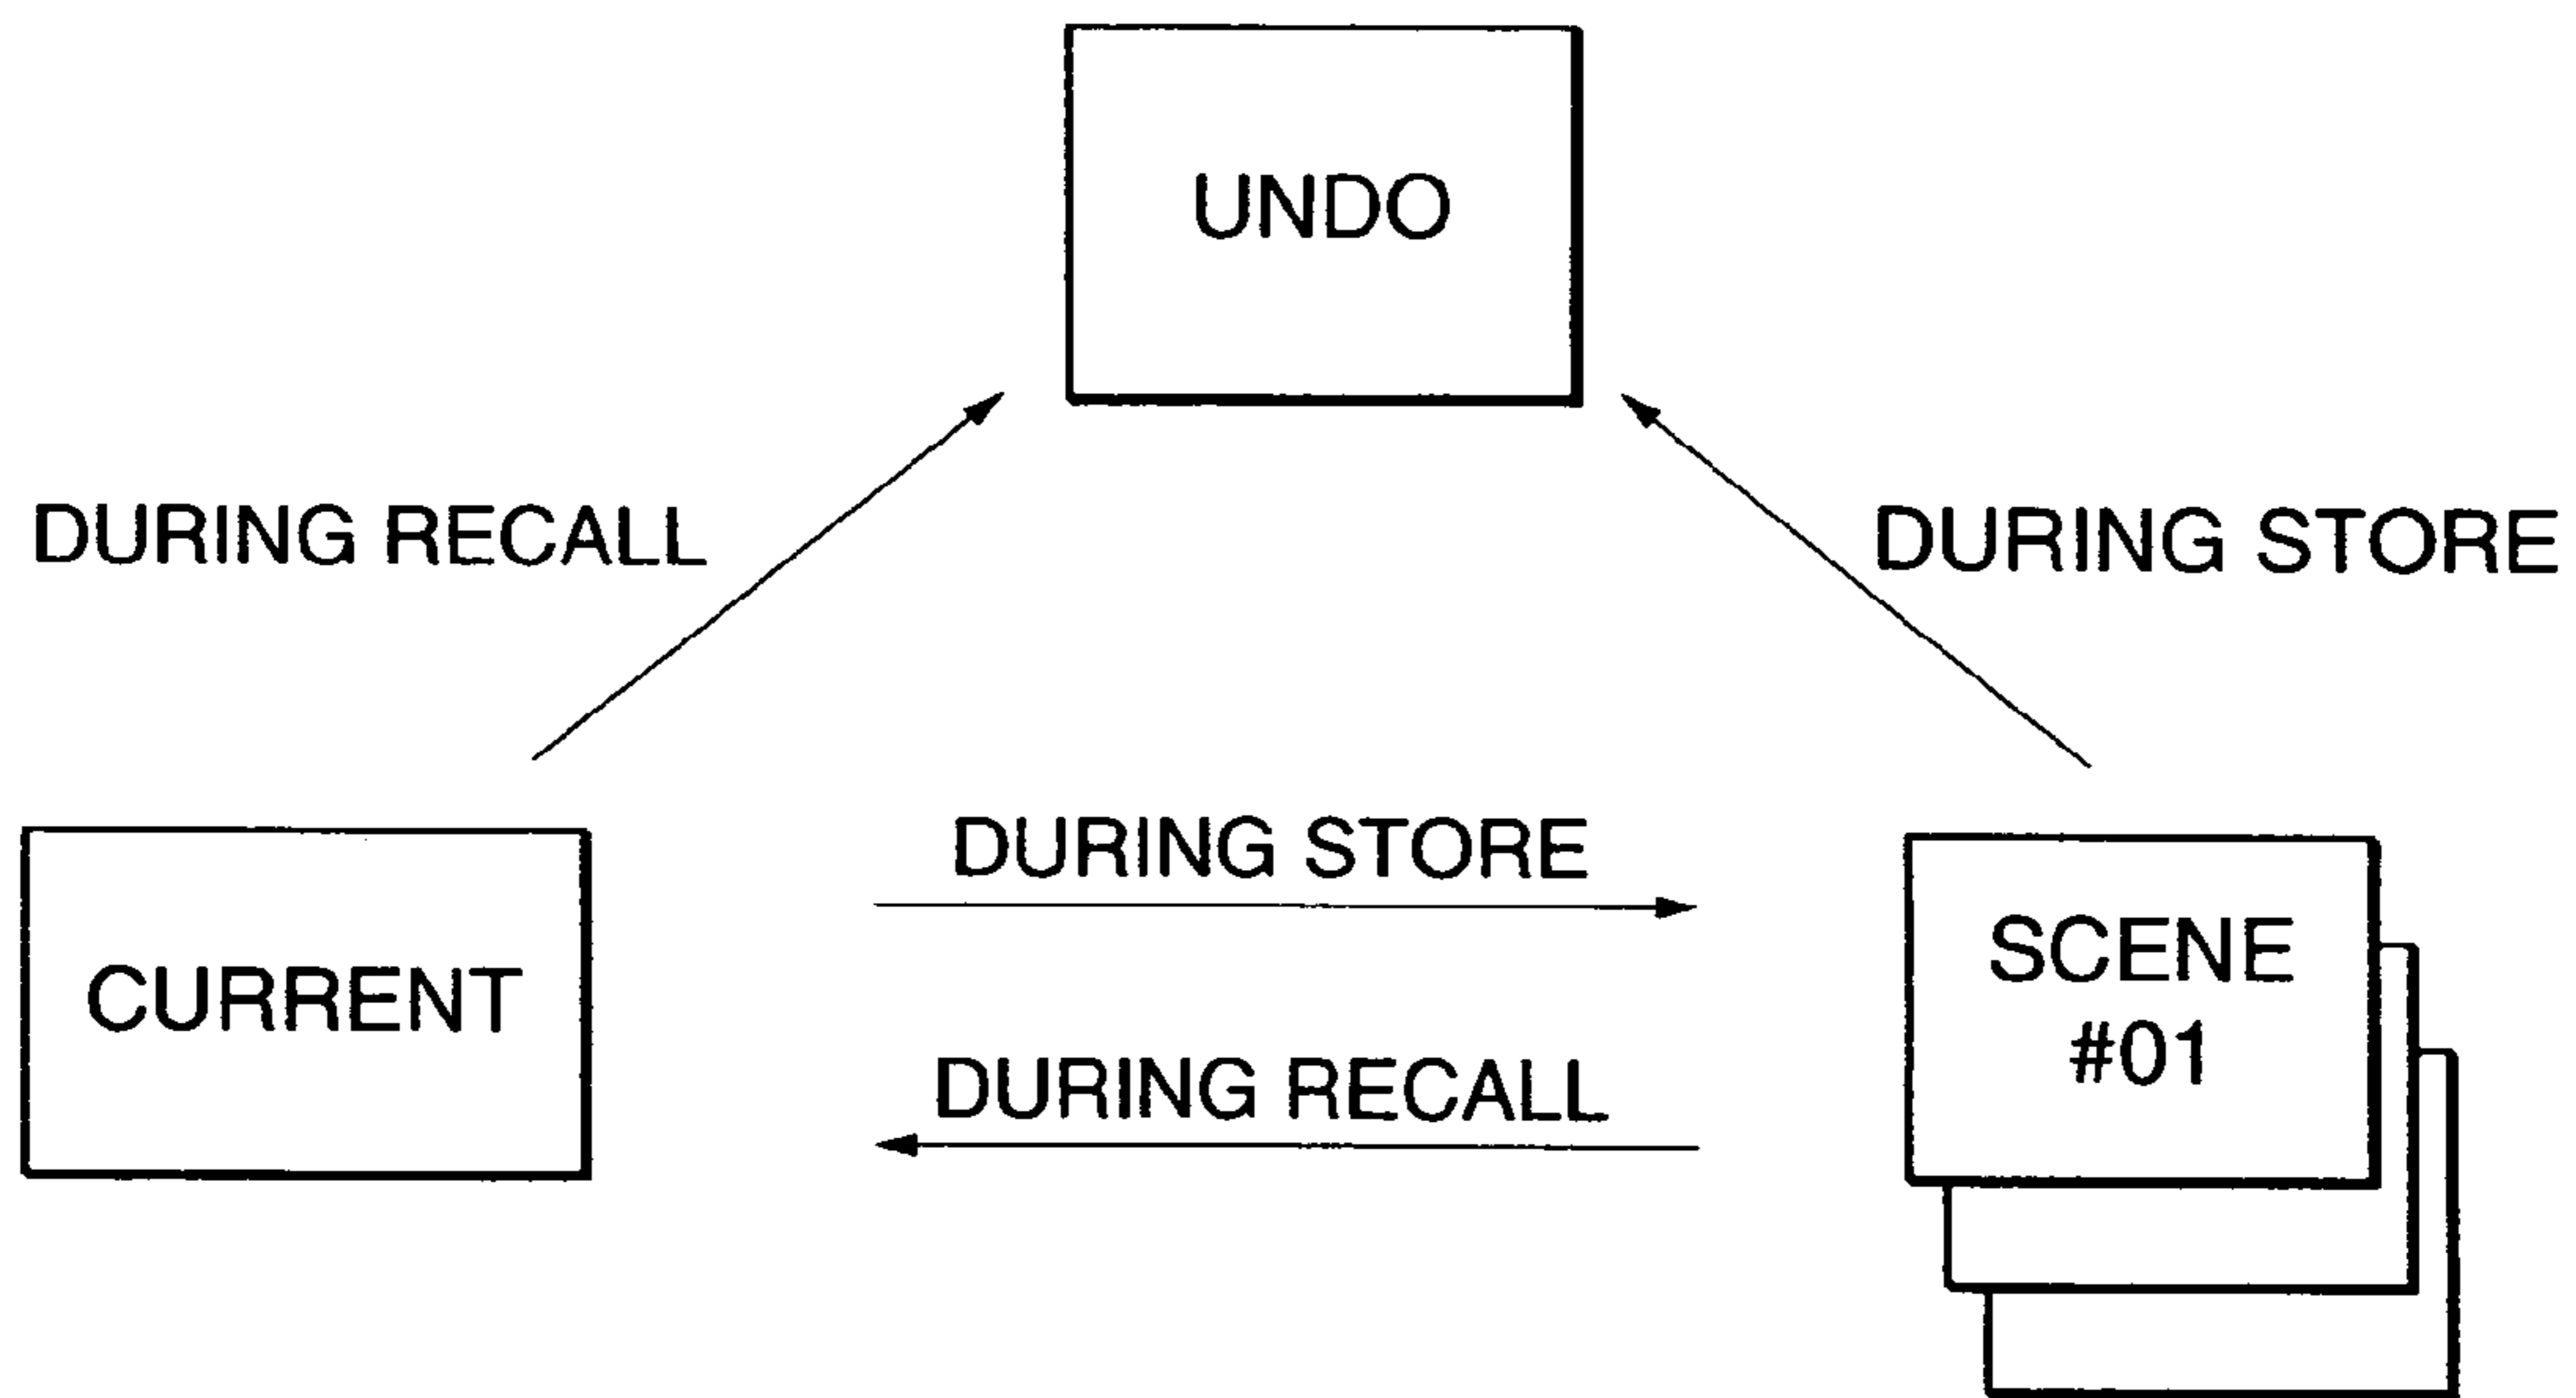 UNDO
DURING RECALL
DURING STORE
DURING STORE
CURRENT
SCENE
#01
DURING RECALL